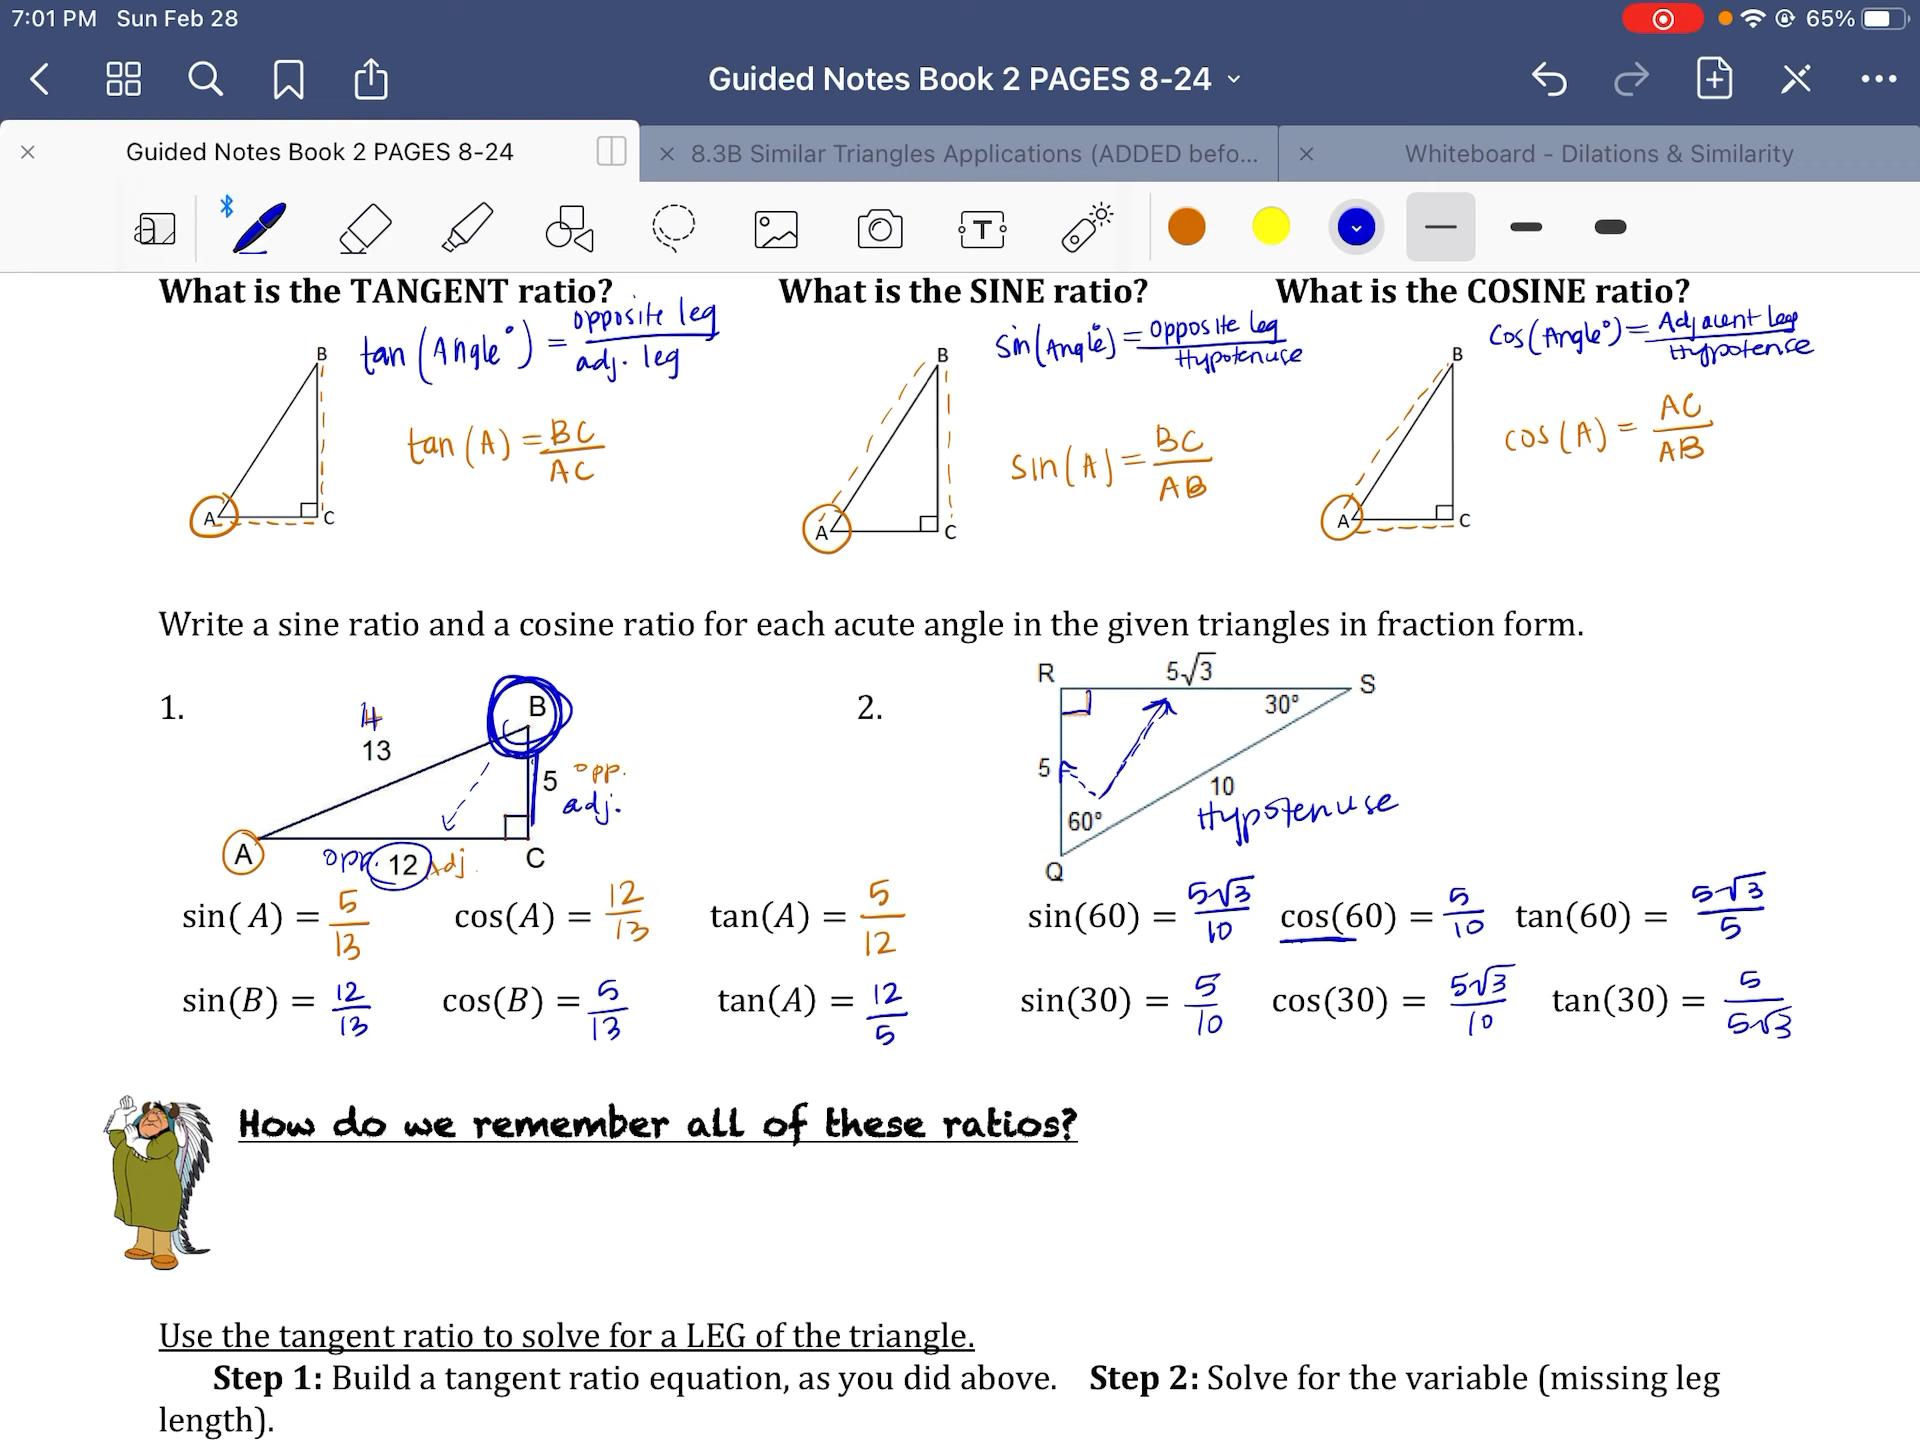 7:01 PM Sun Feb 28
65%
Guided Notes Book 2 PAGES 8-24
Guided Notes Book 2 PAGES 8-24
8.3B Similar Triangles Applications (ADDED befo...
Whiteboard - Dilations & Similarity
What is the TANGENT ratio?
tan (Angle°) = opposite leg / adj. leg
B
A
C
tan (A) = BC / AC
What is the SINE ratio?
sin(Angle°) = Opposite leg / Hypotenuse
B
A
C
sin(A) = BC / AB
What is the COSINE ratio?
cos(Angle°) = Adjacent leg / Hypotense
B
A
C
cos (A) = AC / AB
Write a sine ratio and a cosine ratio for each acute angle in the given triangles in fraction form.
1.
H
13
B
5 opp.
adj.
A
opp. 12 Adj.
C
sin( A) = 5/13 cos(A) = 12/13 tan(A) = 5/12
sin(B) = 12/13 cos(B) = 5/13 tan(A) = 12/5
2.
R
5√3
S
30°
5
10
Hypotenuse
60°
Q
sin(60) = 5√3/10 cos(60) = 5/10 tan(60) = 5√3/5
sin(30) = 5/10 cos(30) = 5√3/10 tan(30) = 5/5√3
How do we remember all of these ratios?
Use the tangent ratio to solve for a LEG of the triangle.
Step 1: Build a tangent ratio equation, as you did above. Step 2: Solve for the variable (missing leg
length).